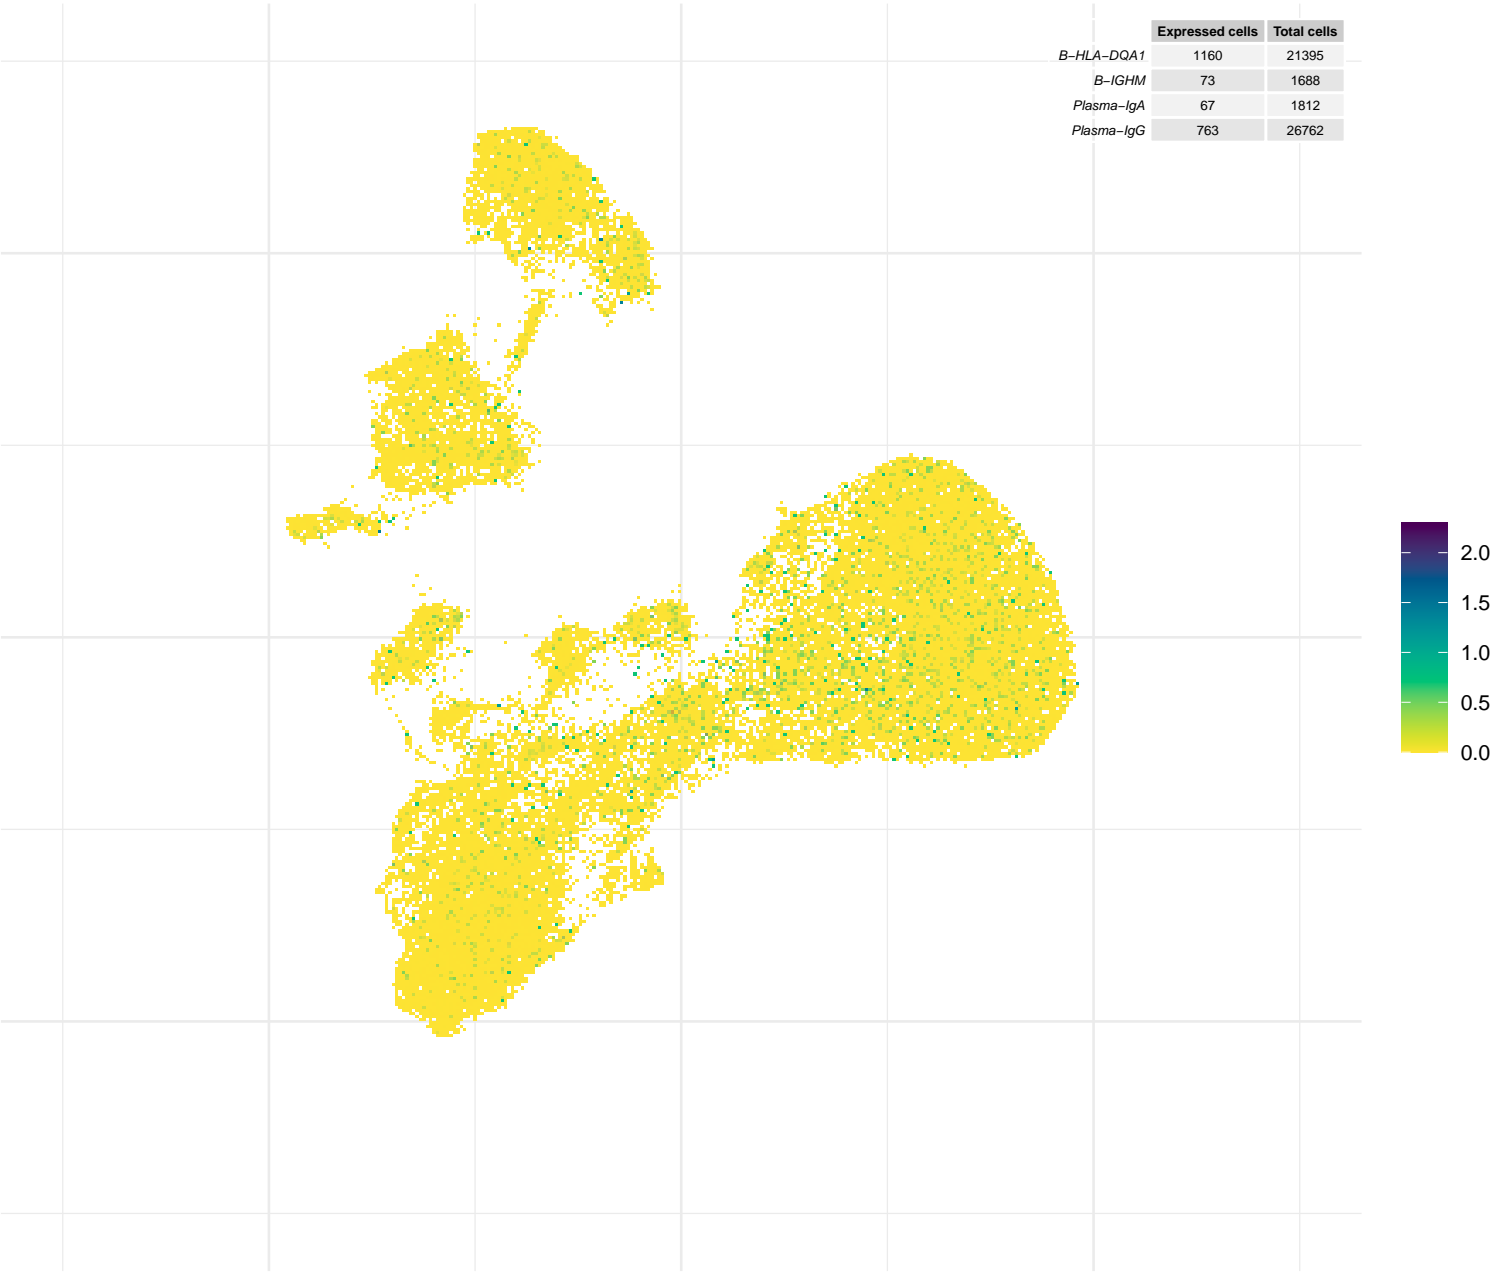 Expressed cells Total cells
B−HLA−DQA1 1160 21395
B−IGHM 73 1688
Plasma−IgA 67 1812
Plasma−IgG 763 26762
2.0
1.5
1.0
0.5
0.0